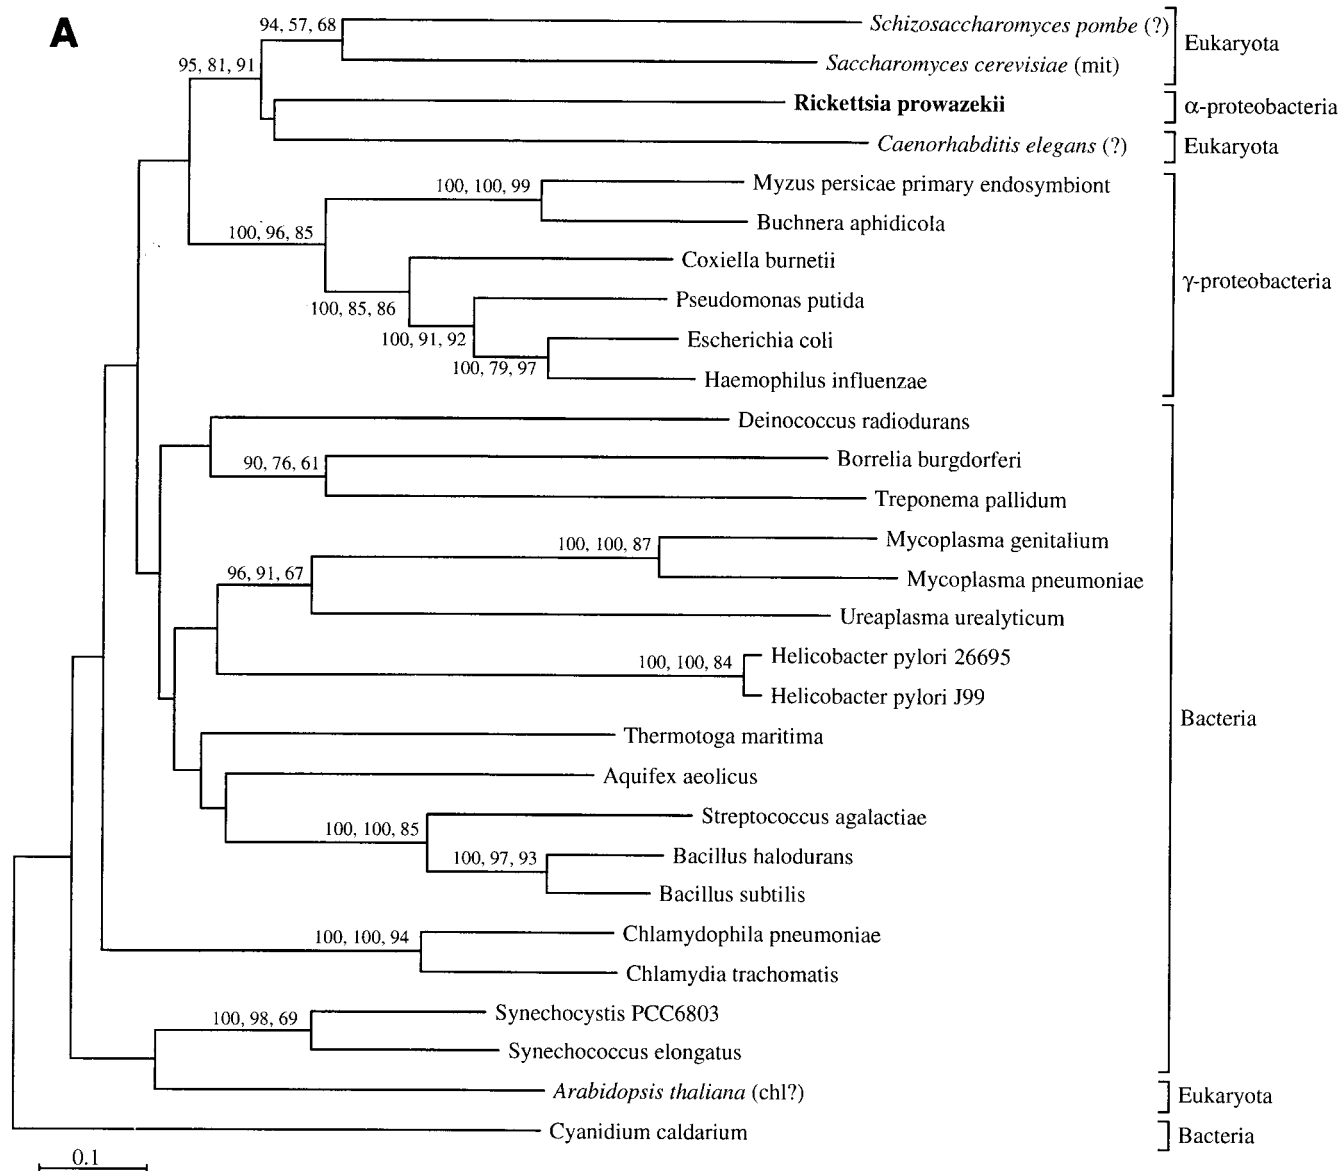 A
94, 57, 68
Schizosaccharomyces pombe (?)
Eukaryota
95, 81, 91
Saccharomyces cerevisiae (mit)
Rickettsia prowazekii
α-proteobacteria
Caenorhabditis elegans (?)
Eukaryota
100, 100, 99
Myzus persicae primary endosymbiont
Buchnera aphidicola
100, 96, 85
Coxiella burnetii
γ-proteobacteria
100, 85, 86
Pseudomonas putida
100, 91, 92
Escherichia coli
100, 79, 97
Haemophilus influenzae
Deinococcus radiodurans
90, 76, 61
Borrelia burgdorferi
Treponema pallidum
100, 100, 87
Mycoplasma genitalium
96, 91, 67
Mycoplasma pneumoniae
Ureaplasma urealyticum
100, 100, 84
Helicobacter pylori 26695
Helicobacter pylori J99
Bacteria
Thermotoga maritima
Aquifex aeolicus
100, 100, 85
Streptococcus agalactiae
100, 97, 93
Bacillus halodurans
Bacillus subtilis
100, 100, 94
Chlamydophila pneumoniae
Chlamydia trachomatis
100, 98, 69
Synechocystis PCC6803
Synechococcus elongatus
Arabidopsis thaliana (chl?)
Eukaryota
Cyanidium caldarium
Bacteria
0.1